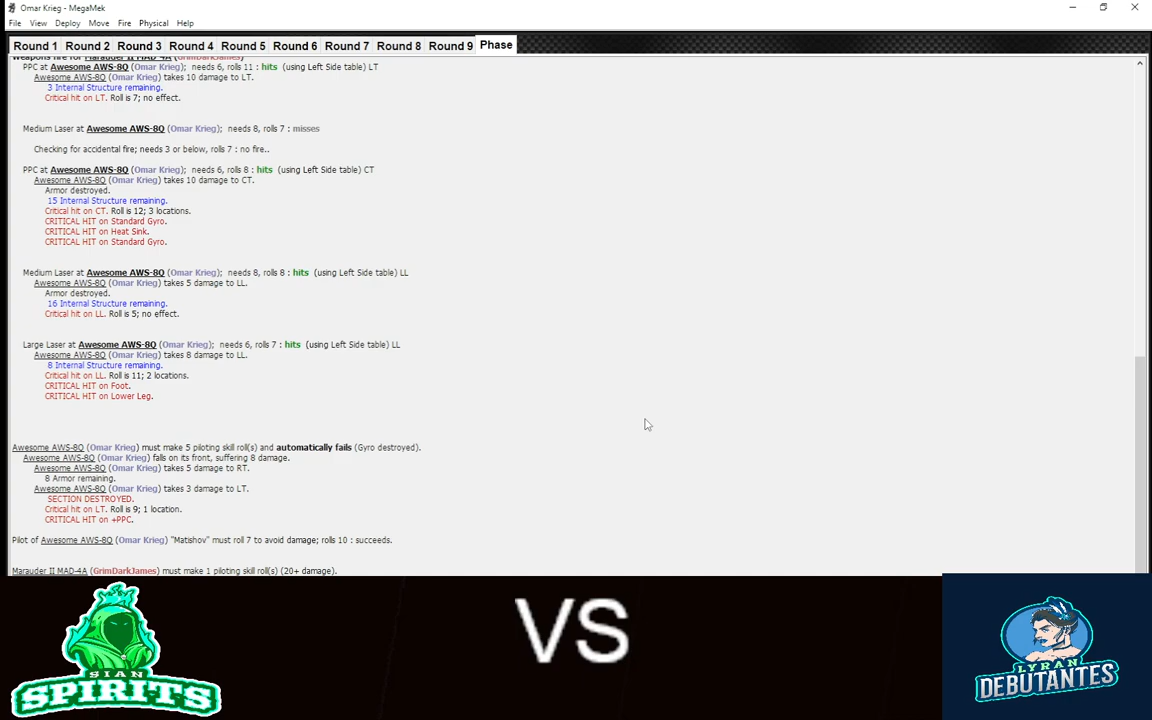 Omar Krieg - MegaMek
File View Deploy Move Fire Physical Help
Round 1 Round 2 Round 3 Round 4 Round 5 Round 6 Round 7 Round 8 Round 9 Phase
Weapons fire for Marauder II MAD-4A (GrimDarkJames)
PPC at Awesome AWS-8Q (Omar Krieg); needs 6, rolls 11 : hits (using Left Side table) LT
Awesome AWS-8Q (Omar Krieg) takes 10 damage to LT.
3 Internal Structure remaining.
Critical hit on LT. Roll is 7; no effect.
Medium Laser at Awesome AWS-8Q (Omar Krieg); needs 8, rolls 7 : misses
Checking for accidental fire; needs 3 or below, rolls 7 : no fire..
PPC at Awesome AWS-8Q (Omar Krieg); needs 6, rolls 8 : hits (using Left Side table) CT
Awesome AWS-8Q (Omar Krieg) takes 10 damage to CT.
Armor destroyed.
15 Internal Structure remaining.
Critical hit on CT. Roll is 12; 3 locations.
CRITICAL HIT on Standard Gyro.
CRITICAL HIT on Heat Sink.
CRITICAL HIT on Standard Gyro.
Medium Laser at Awesome AWS-8Q (Omar Krieg); needs 8, rolls 8 : hits (using Left Side table) LL
Awesome AWS-8Q (Omar Krieg) takes 5 damage to LL.
Armor destroyed.
16 Internal Structure remaining.
Critical hit on LL. Roll is 5; no effect.
Large Laser at Awesome AWS-8Q (Omar Krieg); needs 6, rolls 7 : hits (using Left Side table) LL
Awesome AWS-8Q (Omar Krieg) takes 8 damage to LL.
8 Internal Structure remaining.
Critical hit on LL. Roll is 11; 2 locations.
CRITICAL HIT on Foot.
CRITICAL HIT on Lower Leg.
Awesome AWS-8Q (Omar Krieg) must make 5 piloting skill roll(s) and automatically fails (Gyro destroyed).
Awesome AWS-8Q (Omar Krieg) falls on its front, suffering 8 damage.
Awesome AWS-8Q (Omar Krieg) takes 5 damage to RT.
8 Armor remaining.
Awesome AWS-8Q (Omar Krieg) takes 3 damage to LT.
SECTION DESTROYED.
Critical hit on LT. Roll is 9; 1 location.
CRITICAL HIT on +PPC.
Pilot of Awesome AWS-8Q (Omar Krieg) "Matishov" must roll 7 to avoid damage; rolls 10 : succeeds.
Marauder II MAD-4A (GrimDarkJames) must make 1 piloting skill roll(s) (20+ damage).
SIAN
SPIRITS
VS
LYRAN
DEBUTANTES